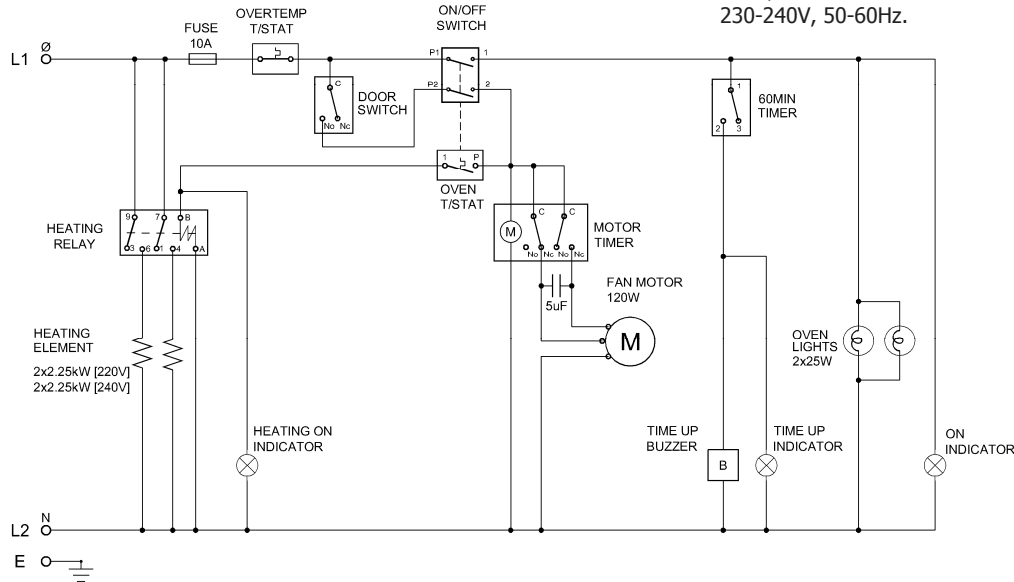 230-240V, 50-60Hz.
OVERTEMP
T/STAT
ON/OFF
SWITCH
FUSE
10A
L1
Ø
P1
1
P2
2
C
No
Nc
DOOR
SWITCH
1
2
3
60MIN
TIMER
1
P
OVEN
T/STAT
HEATING
RELAY
9
7
B
3
6
1
4
A
M
C
C
No
Nc
No
Nc
MOTOR
TIMER
5uF
FAN MOTOR
120W
M
HEATING
ELEMENT
2x2.25kW [220V]
2x2.25kW [240V]
OVEN
LIGHTS
2x25W
HEATING ON
INDICATOR
TIME UP
BUZZER
B
TIME UP
INDICATOR
ON
INDICATOR
L2
N
E